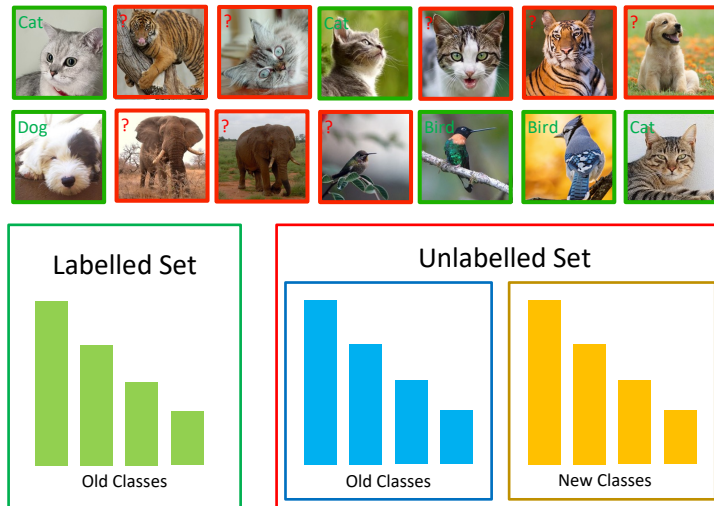 Cat ? ? Cat ? ? ?
Dog ? ? ? Bird Bird Cat
Labelled Set
Unlabelled Set
Old Classes
Old Classes
New Classes